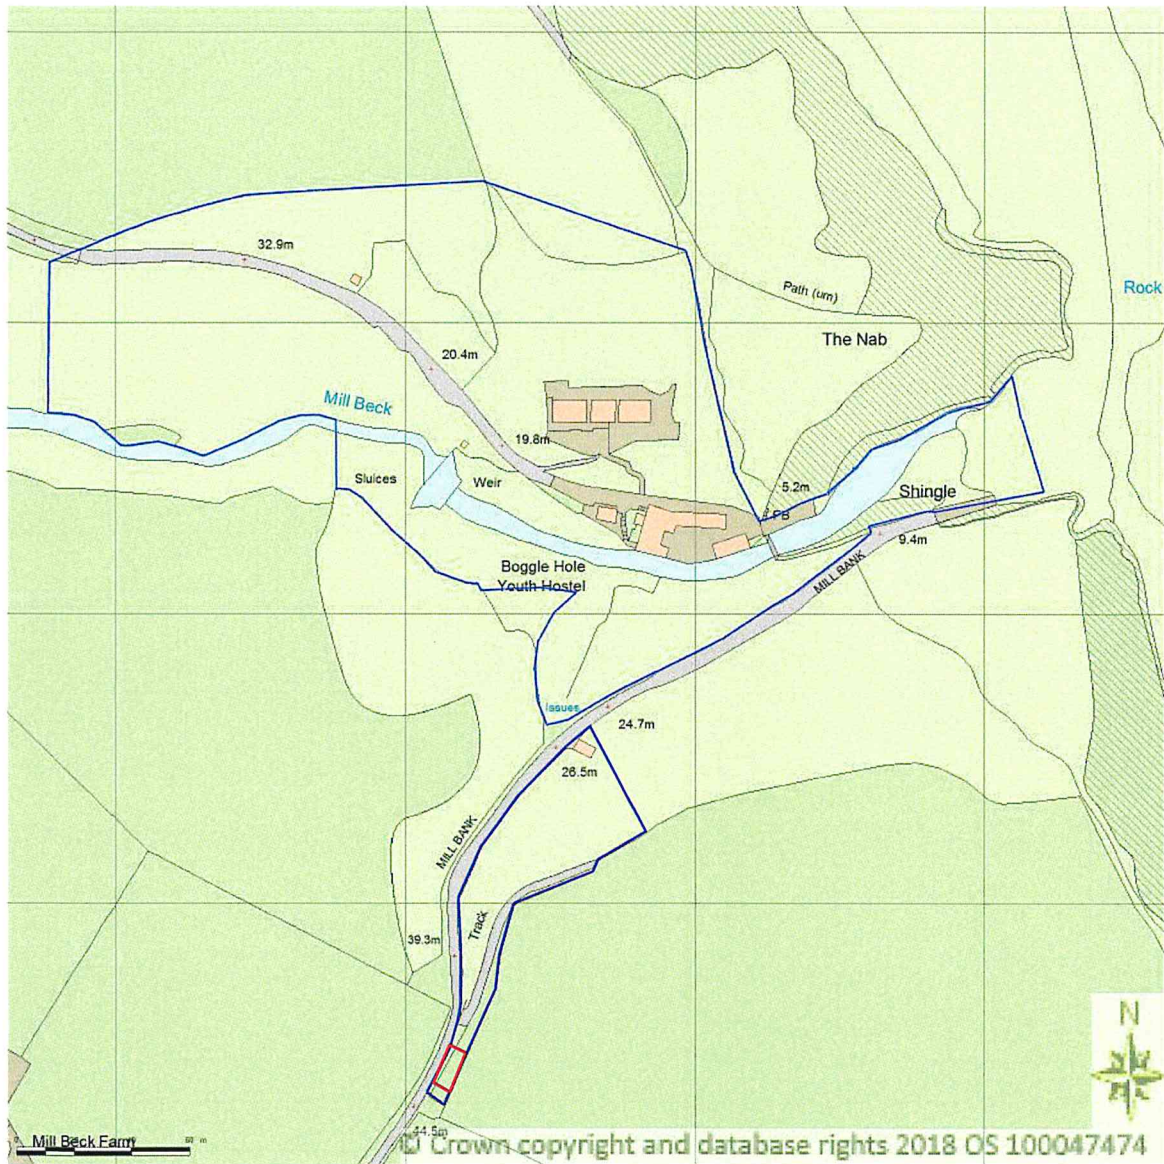 32.9m
Path (um)
Rock
The Nab
20.4m
Mill Beck
19.8m
Sluices
Weir
5.2m
Shingle
FB
9.4m
Boggle Hole
Youth Hostel
MILL BANK
Issues
24.7m
26.5m
MILL BANK
Track
39.3m
N
44.5m
Mill Beck Farm
50 m
© Crown copyright and database rights 2018 OS 100047474